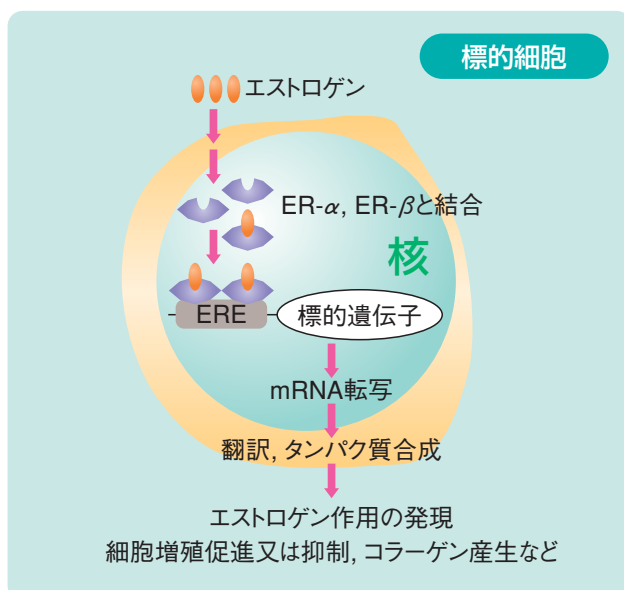 標的細胞
エストロゲン
ER-α, ER-βと結合
核
ERE
標的遺伝子
mRNA転写
翻訳, タンパク質合成
エストロゲン作用の発現
細胞増殖促進又は抑制, コラーゲン産生など